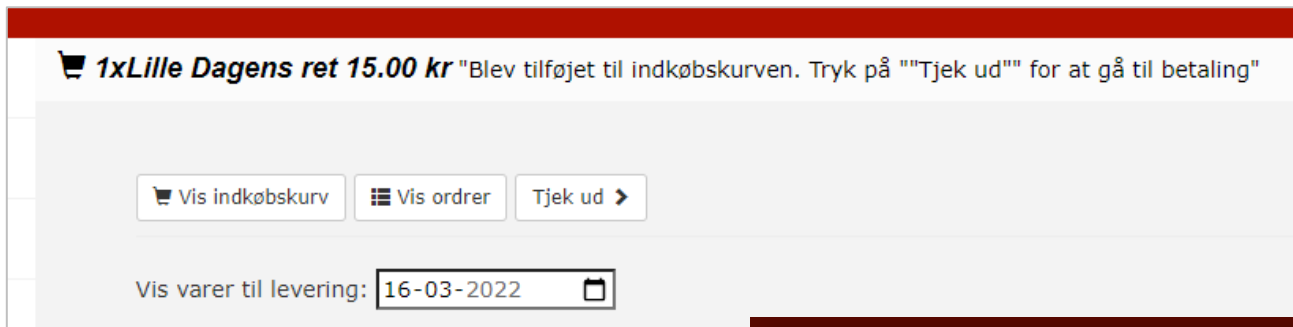 1xLille Dagens ret 15.00 kr "Blev tilføjet til indkøbskurven. Tryk på ""Tjek ud"" for at gå til betaling"
Vis indkøbskurv Vis ordrer Tjek ud
Vis varer til levering: 16-03-2022